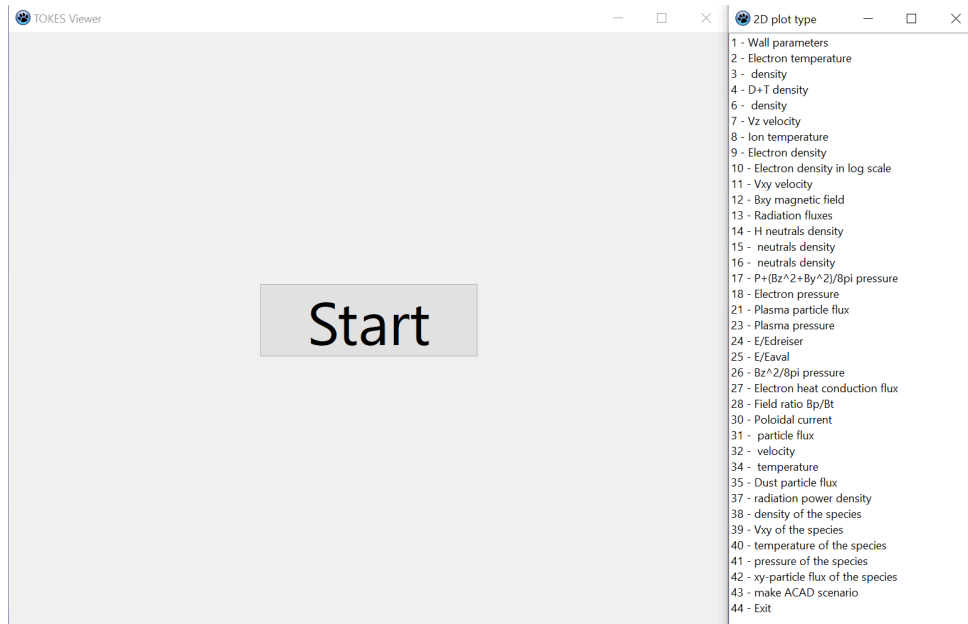 TOKES Viewer
Start
2D plot type
1 - Wall parameters
2 - Electron temperature
3 -  density
4 - D+T density
6 -  density
7 - Vz velocity
8 - Ion temperature
9 - Electron density
10 - Electron density in log scale
11 - Vxy velocity
12 - Bxy magnetic field
13 - Radiation fluxes
14 - H neutrals density
15 -  neutrals density
16 -  neutrals density
17 - P+(Bz^2+By^2)/8pi pressure
18 - Electron pressure
21 - Plasma particle flux
23 - Plasma pressure
24 - E/Edreiser
25 - E/Eaval
26 - Bz^2/8pi pressure
27 - Electron heat conduction flux
28 - Field ratio Bp/Bt
30 - Poloidal current
31 -  particle flux
32 -  velocity
34 -  temperature
35 - Dust particle flux
37 - radiation power density
38 - density of the species
39 - Vxy of the species
40 - temperature of the species
41 - pressure of the species
42 - xy-particle flux of the species
43 - make ACAD scenario
44 - Exit